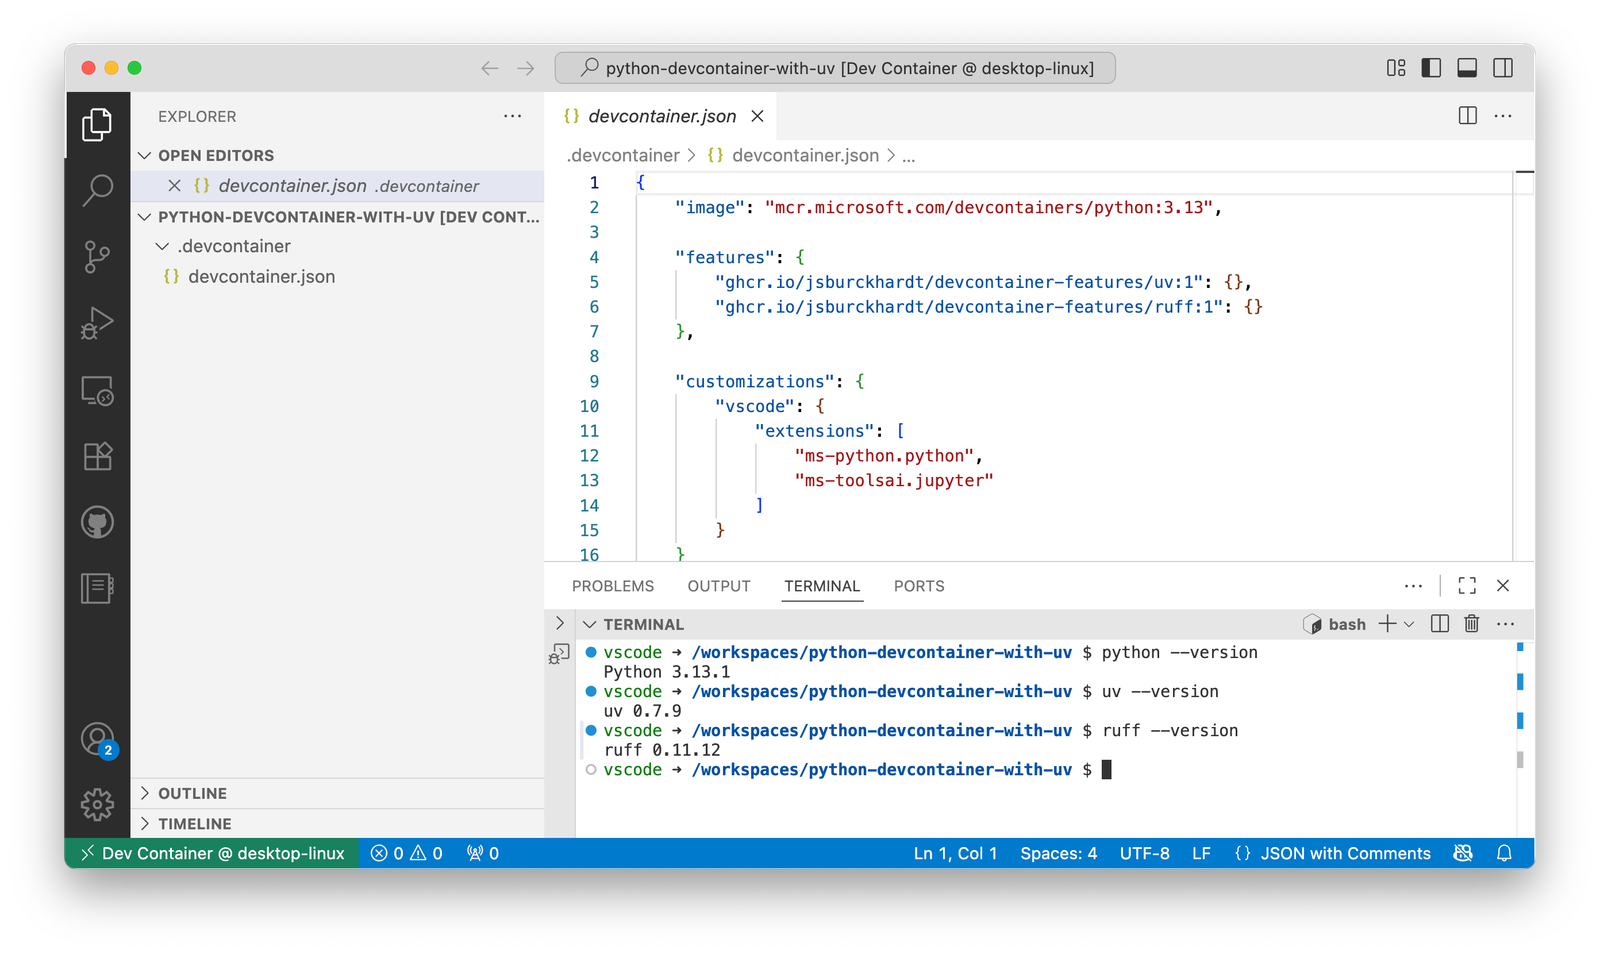 python-devcontainer-with-uv [Dev Container @ desktop-linux]
EXPLORER
OPEN EDITORS
devcontainer.json .devcontainer
PYTHON-DEVCONTAINER-WITH-UV [DEV CONT...
.devcontainer
{} devcontainer.json
OUTLINE
TIMELINE
2
{} devcontainer.json
.devcontainer > {} devcontainer.json > ...
1 {
2 "image": "mcr.microsoft.com/devcontainers/python:3.13",
3
4 "features": {
5 "ghcr.io/jsburckhardt/devcontainer-features/uv:1": {},
6 "ghcr.io/jsburckhardt/devcontainer-features/ruff:1": {}
7 },
8
9 "customizations": {
10 "vscode": {
11 "extensions": [
12 "ms-python.python",
13 "ms-toolsai.jupyter"
14 ]
15 }
16 }
PROBLEMS OUTPUT TERMINAL PORTS
TERMINAL bash
vscode ➜ /workspaces/python-devcontainer-with-uv $ python --version
Python 3.13.1
vscode ➜ /workspaces/python-devcontainer-with-uv $ uv --version
uv 0.7.9
vscode ➜ /workspaces/python-devcontainer-with-uv $ ruff --version
ruff 0.11.12
vscode ➜ /workspaces/python-devcontainer-with-uv $
Dev Container @ desktop-linux 0 0 0 Ln 1, Col 1 Spaces: 4 UTF-8 LF {} JSON with Comments